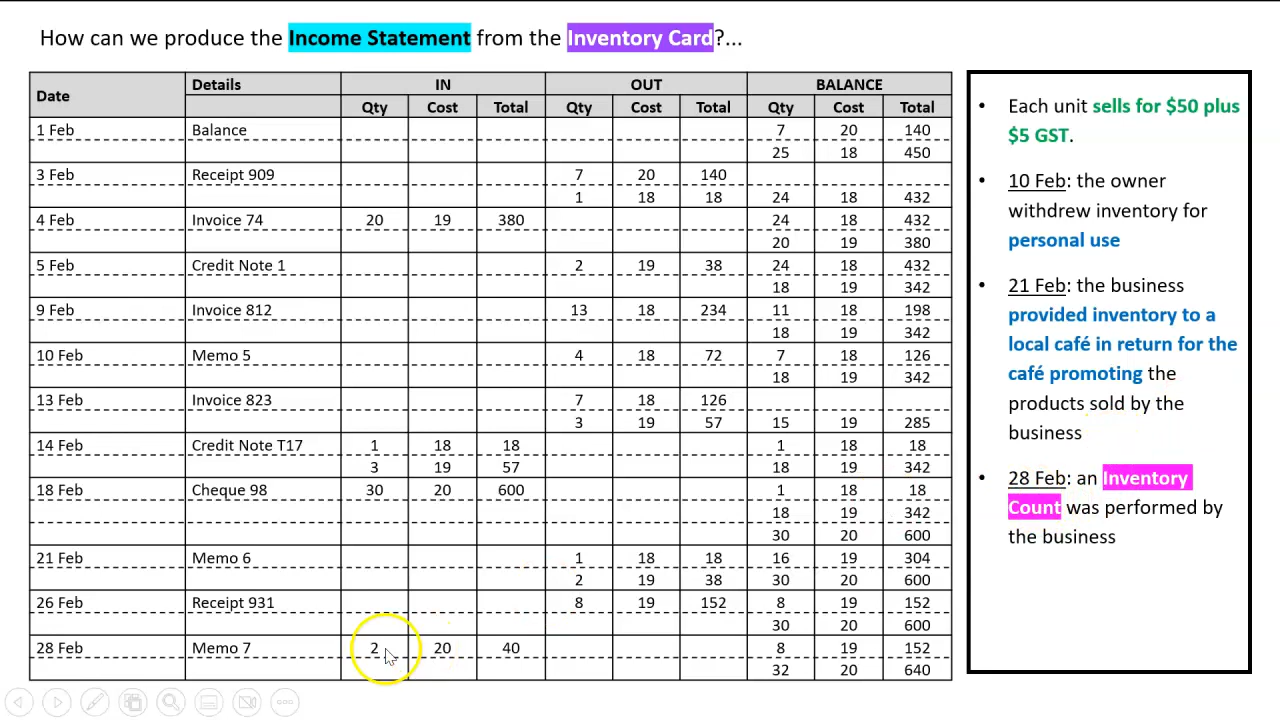 How can we produce the Income Statement from the Inventory Card?...
Date Details IN OUT BALANCE
Qty Cost Total Qty Cost Total Qty Cost Total
1 Feb Balance 7 20 140
25 18 450
3 Feb Receipt 909 7 20 140
1 18 18 24 18 432
4 Feb Invoice 74 20 19 380 24 18 432
20 19 380
5 Feb Credit Note 1 2 19 38 24 18 432
18 19 342
9 Feb Invoice 812 13 18 234 11 18 198
18 19 342
10 Feb Memo 5 4 18 72 7 18 126
18 19 342
13 Feb Invoice 823 7 18 126
3 19 57 15 19 285
14 Feb Credit Note T17 1 18 18 1 18 18
3 19 57 18 19 342
18 Feb Cheque 98 30 20 600 1 18 18
18 19 342
30 20 600
21 Feb Memo 6 1 18 18 16 19 304
2 19 38 30 20 600
26 Feb Receipt 931 8 19 152 8 19 152
30 20 600
28 Feb Memo 7 2 20 40 8 19 152
32 20 640
• Each unit sells for $50 plus
$5 GST.
• 10 Feb: the owner
withdrew inventory for
personal use
• 21 Feb: the business
provided inventory to a
local café in return for the
café promoting the
products sold by the
business
• 28 Feb: an Inventory
Count was performed by
the business